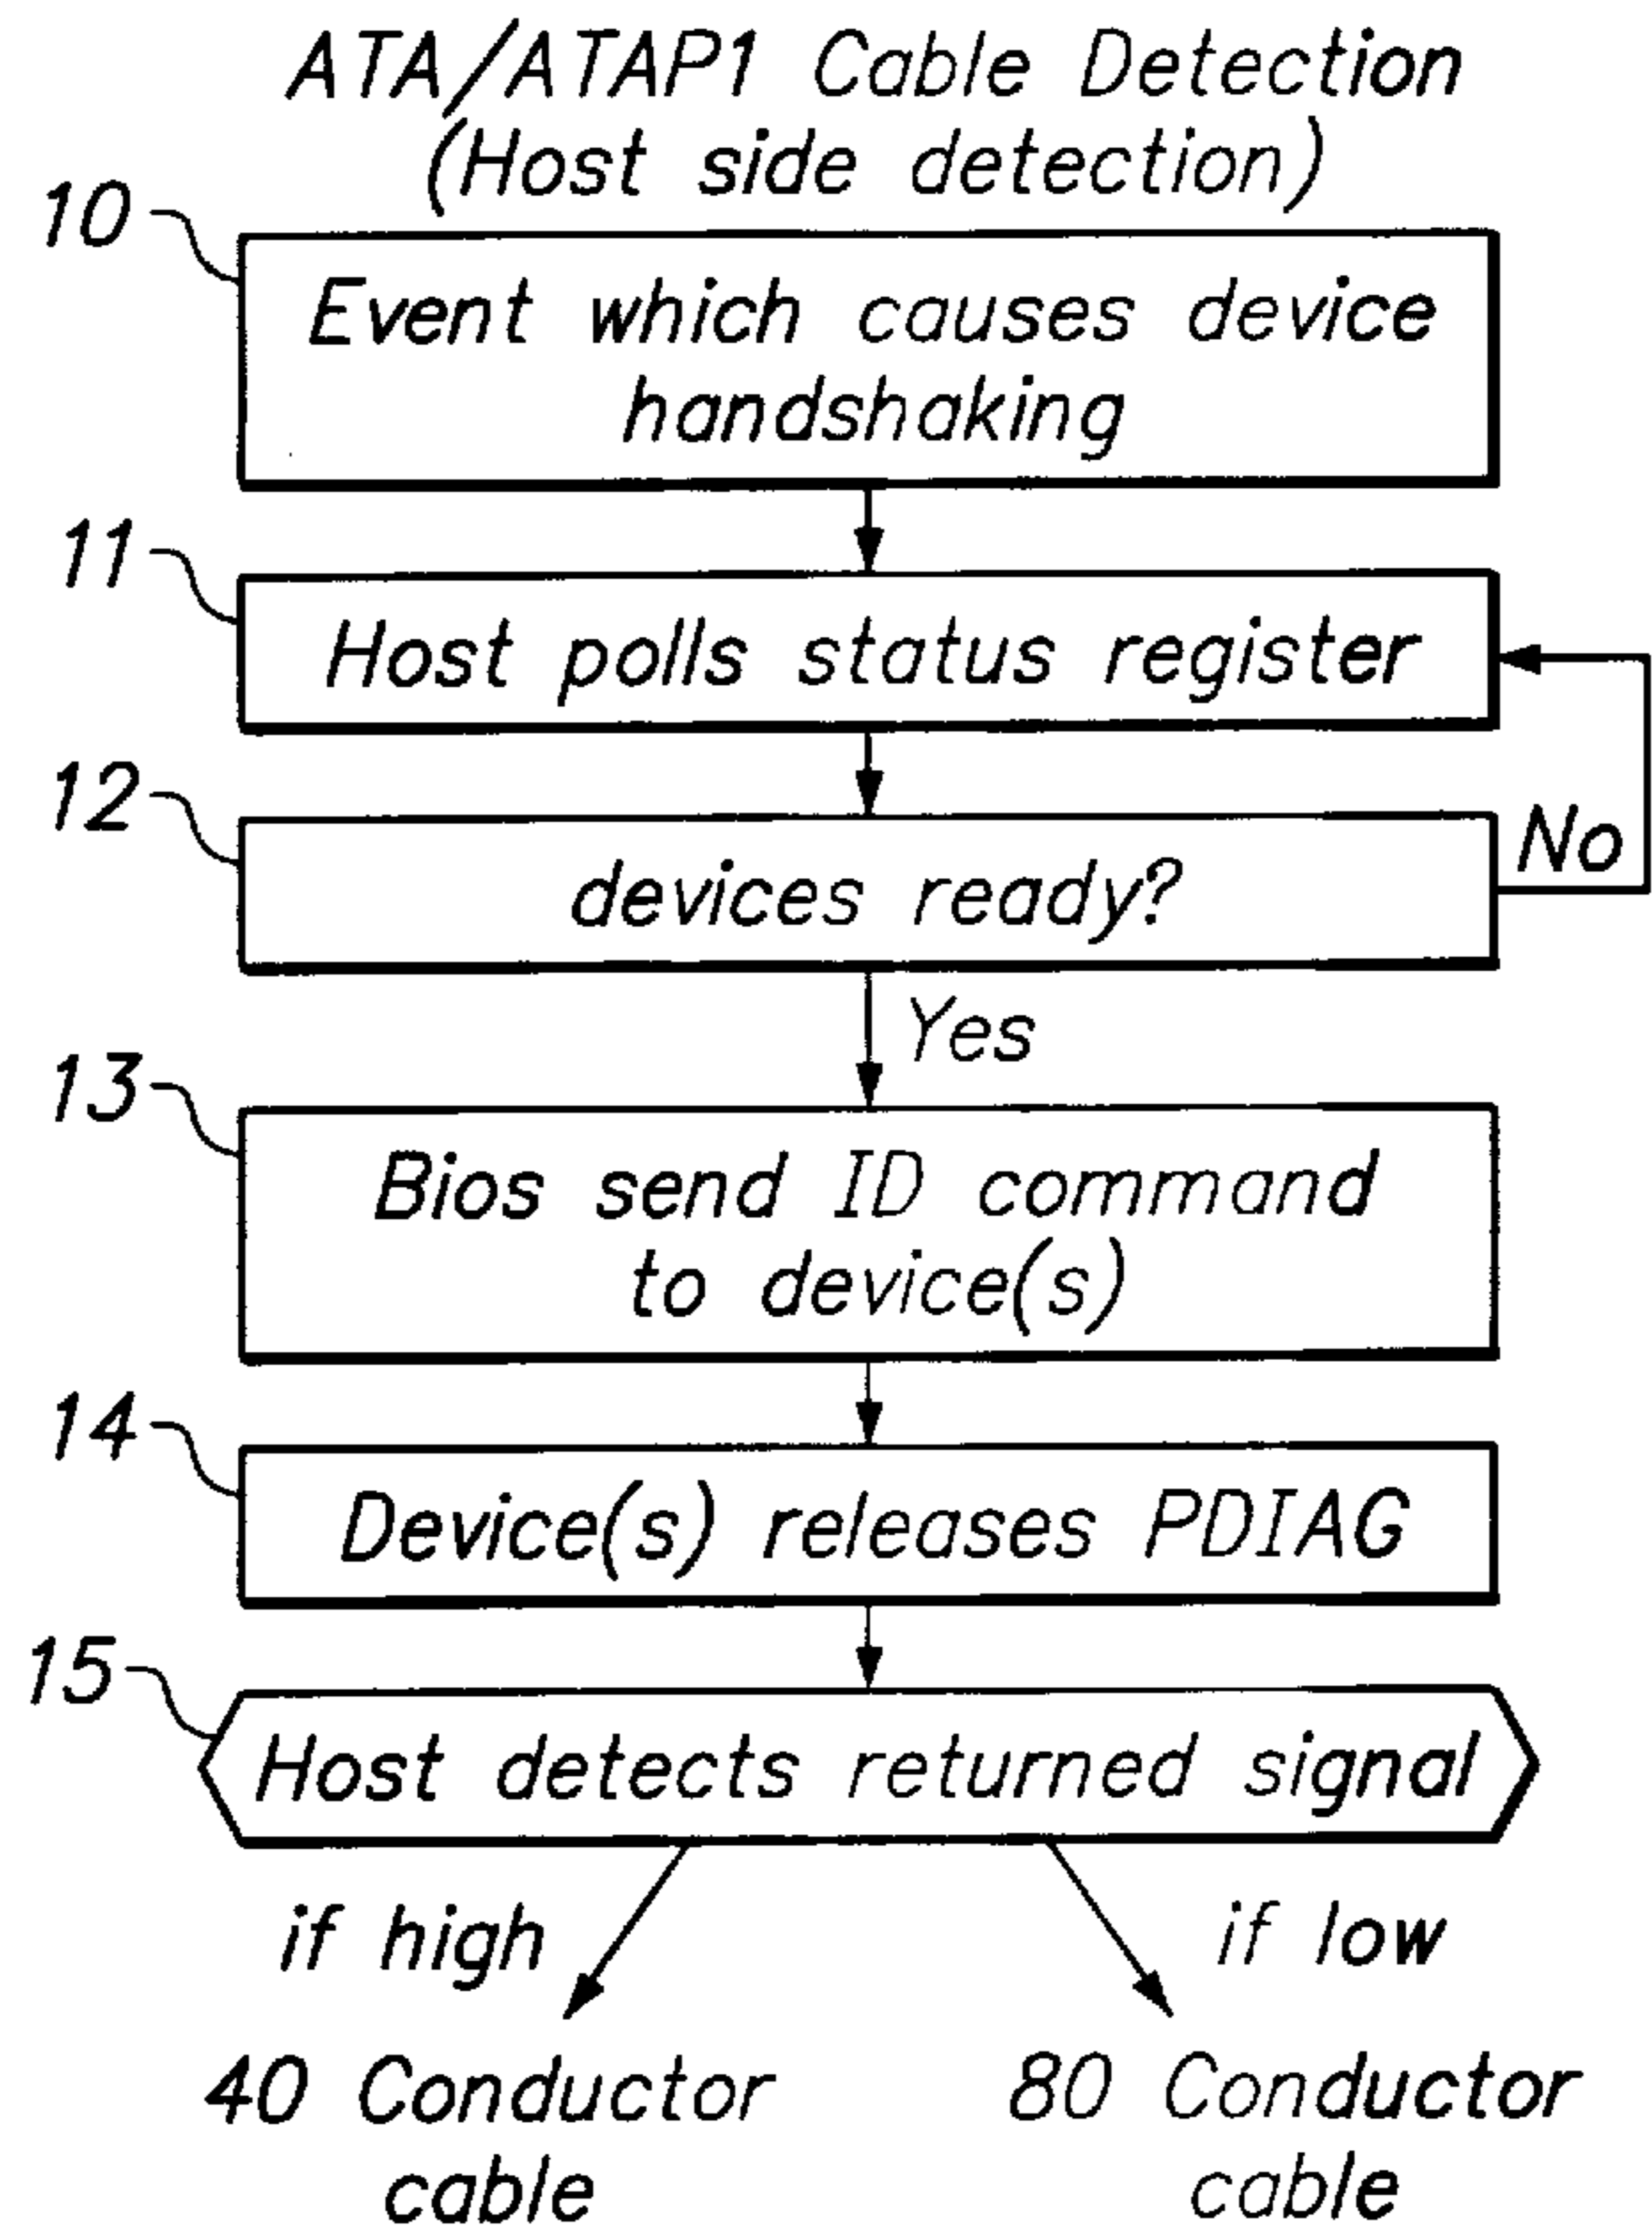 ATA/ATAP1 Cable Detection
(Host side detection)
10
Event which causes device
handshaking
11
Host polls status register
12
devices ready?
No
Yes
13
Bios send ID command
to device(s)
14
Device(s) releases PDIAG
15
Host detects returned signal
if high
if low
40 Conductor
cable
80 Conductor
cable